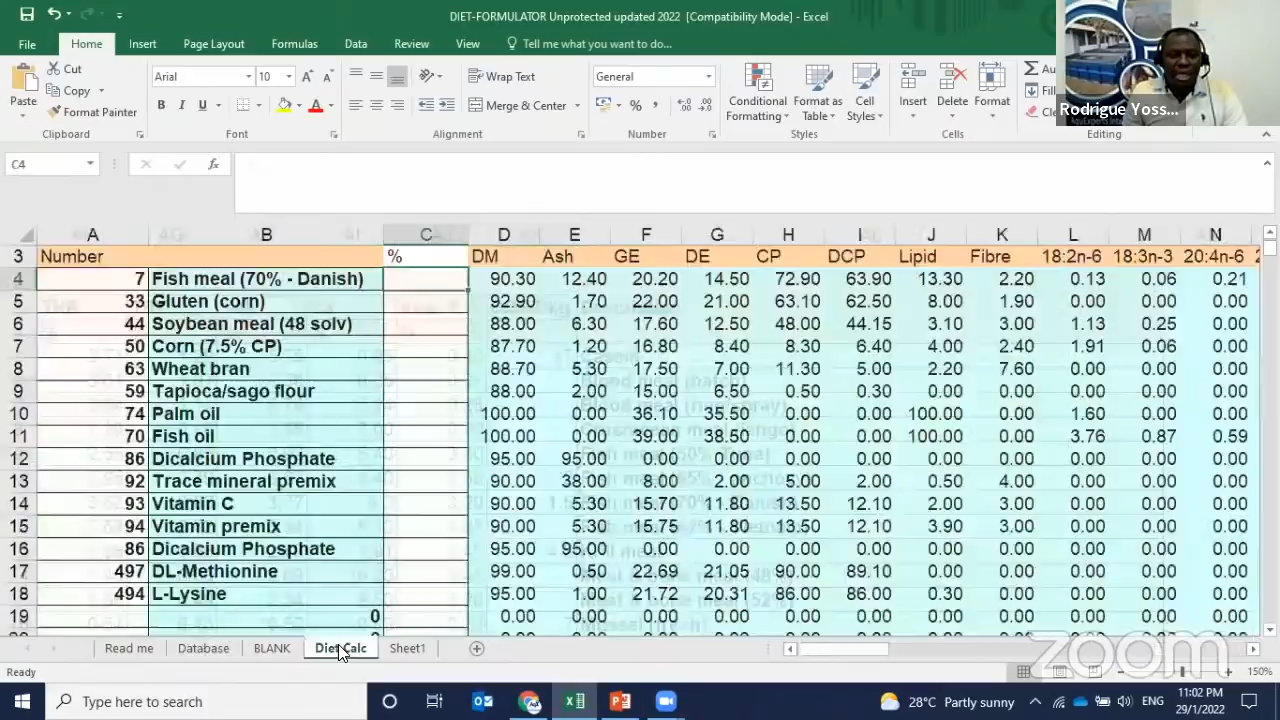 DIET-FORMULATOR Unprotected updated 2022 [Compatibility Mode] - Excel
File Home Insert Page Layout Formulas Data Review View Tell me what you want to do...
Paste Cut Copy Format Painter
Arial 10
B I U
Wrap Text
Merge & Center
General
%
Conditional Formatting Format as Table Cell Styles
Insert Delete Format
Rodrigue Yoss...
Clipboard Font Alignment Number Styles Cells Editing
C4 fx
A B C D E F G H I J K L M N
3 Number % DM Ash GE DE CP DCP Lipid Fibre 18:2n-6 18:3n-3 20:4n-6
4 7 Fish meal (70% - Danish) 90.30 12.40 20.20 14.50 72.90 63.90 13.30 2.20 0.13 0.06 0.21
5 33 Gluten (corn) 92.90 1.70 22.00 21.00 63.10 62.50 8.00 1.90 0.00 0.00 0.00
6 44 Soybean meal (48 solv) 88.00 6.30 17.60 12.50 48.00 44.15 3.10 3.00 1.13 0.25 0.00
7 50 Corn (7.5% CP) 87.70 1.20 16.80 8.40 8.30 6.40 4.00 2.40 1.91 0.06 0.00
8 63 Wheat bran 88.70 5.30 17.50 7.00 11.30 5.00 2.20 7.60 0.00 0.00 0.00
9 59 Tapioca/sago flour 88.00 2.00 15.00 6.50 0.50 0.30 0.00 0.00 0.00 0.00 0.00
10 74 Palm oil 100.00 0.00 36.10 35.50 0.00 0.00 100.00 0.00 1.60 0.00 0.00
11 70 Fish oil 100.00 0.00 39.00 38.50 0.00 0.00 100.00 0.00 3.76 0.87 0.59
12 86 Dicalcium Phosphate 95.00 95.00 0.00 0.00 0.00 0.00 0.00 0.00 0.00 0.00 0.00
13 92 Trace mineral premix 90.00 38.00 8.00 2.00 5.00 2.00 0.50 4.00 0.00 0.00 0.00
14 93 Vitamin C 90.00 5.30 15.70 11.80 13.50 12.10 2.00 3.00 0.00 0.00 0.00
15 94 Vitamin premix 90.00 5.30 15.75 11.80 13.50 12.10 3.90 3.00 0.00 0.00 0.00
16 86 Dicalcium Phosphate 95.00 95.00 0.00 0.00 0.00 0.00 0.00 0.00 0.00 0.00 0.00
17 497 DL-Methionine 99.00 0.50 22.69 21.05 90.00 89.10 0.00 0.00 0.00 0.00 0.00
18 494 L-Lysine 95.00 1.00 21.72 20.31 86.00 86.00 0.30 0.00 0.00 0.00 0.00
19 0 0.00 0.00 0.00 0.00 0.00 0.00 0.00 0.00 0.00 0.00 0.00
Read me Database BLANK Diet Calc Sheet1
zoom
Ready 150%
Type here to search 28°C Partly sunny ENG 11:02 PM
29/1/2022